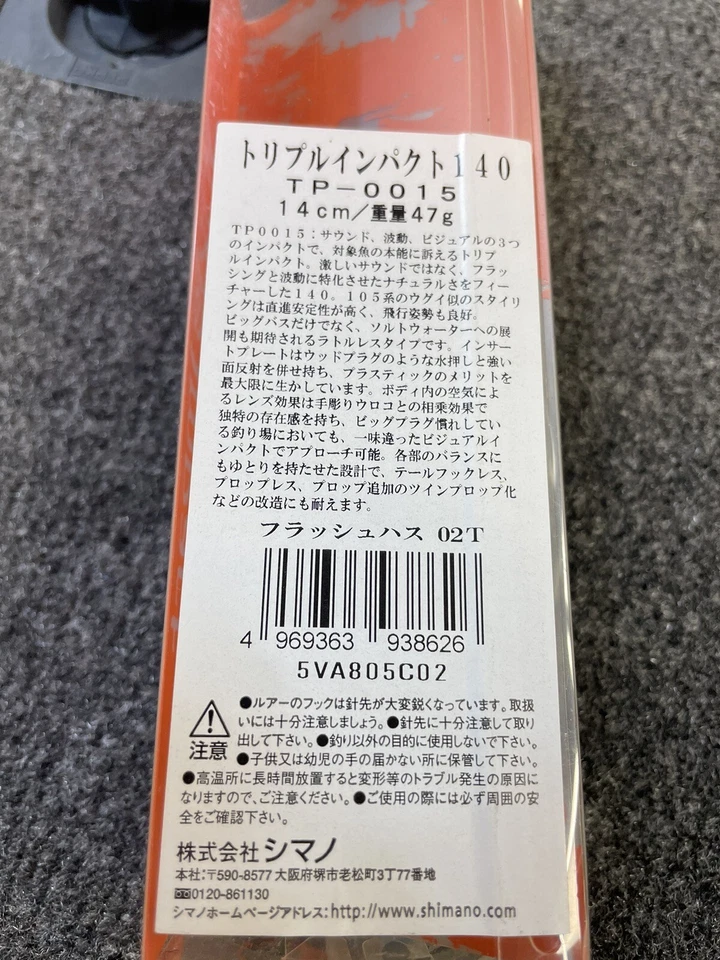 トリプルインパクト140
TP-0015
14cm/重量47g
TP0015:サウンド、波動、ビジュアルの3つ
のインパクトで、対象魚の本能に訴えるトリプ
ルインパクト。激しいサウンドではなく、フラッ
シングと波動に特化させたナチュラルさをフィー
チャーした140。105系のウグイ似のスタイリ
ングは直進安定性が高く、飛行姿勢も良好。
ビッグバスだけでなく、ソルトウォーターへの展
開も期待されるラトルレスタイプです。インサー
トプレートはウッドプラグのような水押しと強い
面反射を併せ持ち、プラスティックのメリットを
最大限に生かしています。ボディ内の空気によ
るレンズ効果は手彫りウロコとの相乗効果で
独特の存在感を持ち、ビッグプラグ慣れしてい
る釣り場においても、一味違ったビジュアルイ
ンパクトでアプローチ可能。各部のバランスに
もゆとりを持たせた設計で、テールフックレス、
プロップレス、プロップ追加のツインプロップ化
などの改造にも耐えます。
フラッシュハス 02T
4 969363 938626
5VA805C02
●ルアーのフックは針先が大変鋭くなっています。取扱
いには十分注意しましょう。●針先に十分注意して取り
出して下さい。●釣り以外の目的に使用しないで下さい。
注意 ●子供又は幼児の手の届かない所に保管して下さい。
●高温所に長時間放置すると変形等のトラブル発生の原因に
なりますので、ご注意ください。●ご使用の際には必ず周囲の安
全をご確認下さい。
株式会社シマノ
本社:〒590-8577 大阪府堺市老松町3丁77番地
0120-861130
シマノホームページアドレス:http://www.shimano.com